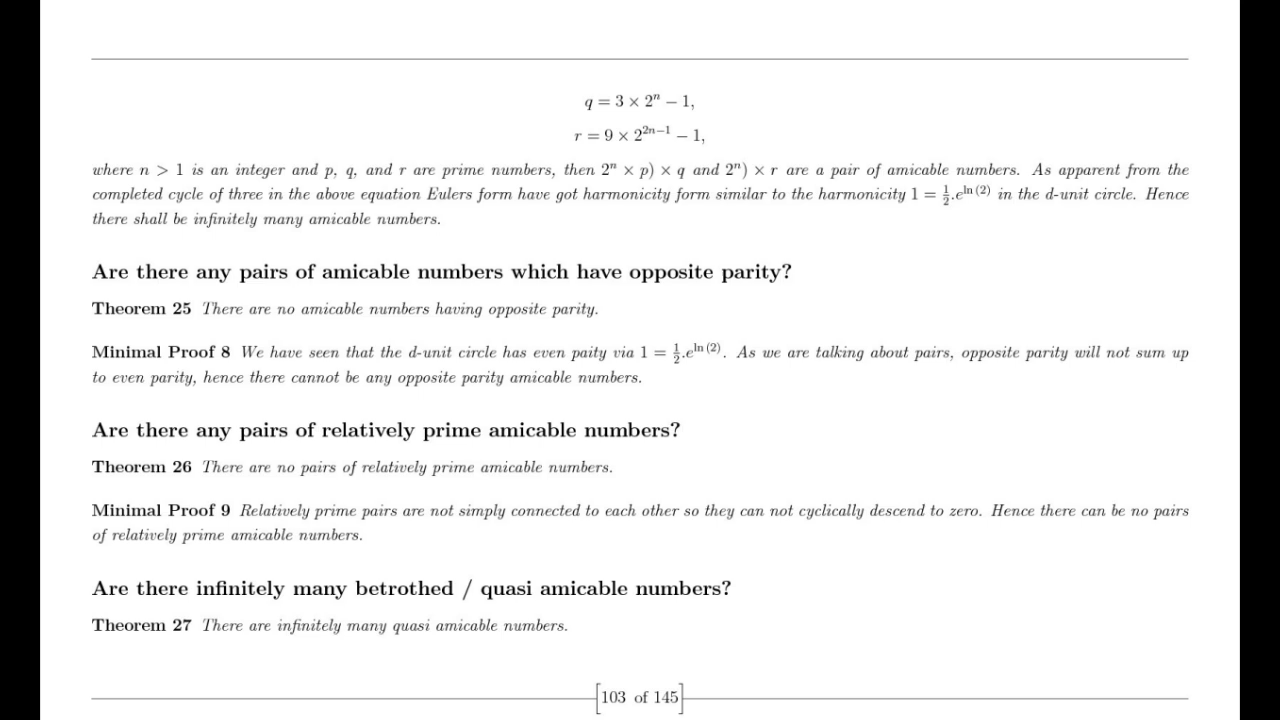 q = 3 × 2ⁿ − 1,
r = 9 × 2²ⁿ⁻¹ − 1,
where n > 1 is an integer and p, q, and r are prime numbers, then 2ⁿ × p) × q and 2ⁿ) × r are a pair of amicable numbers. As apparent from the
completed cycle of three in the above equation Eulers form have got harmonicity form similar to the harmonicity 1 = ½.e^ln (2) in the d-unit circle. Hence
there shall be infinitely many amicable numbers.
Are there any pairs of amicable numbers which have opposite parity?
Theorem 25 There are no amicable numbers having opposite parity.
Minimal Proof 8 We have seen that the d-unit circle has even paity via 1 = ½.e^ln (2). As we are talking about pairs, opposite parity will not sum up
to even parity, hence there cannot be any opposite parity amicable numbers.
Are there any pairs of relatively prime amicable numbers?
Theorem 26 There are no pairs of relatively prime amicable numbers.
Minimal Proof 9 Relatively prime pairs are not simply connected to each other so they can not cyclically descend to zero. Hence there can be no pairs
of relatively prime amicable numbers.
Are there infinitely many betrothed / quasi amicable numbers?
Theorem 27 There are infinitely many quasi amicable numbers.
[103 of 145]